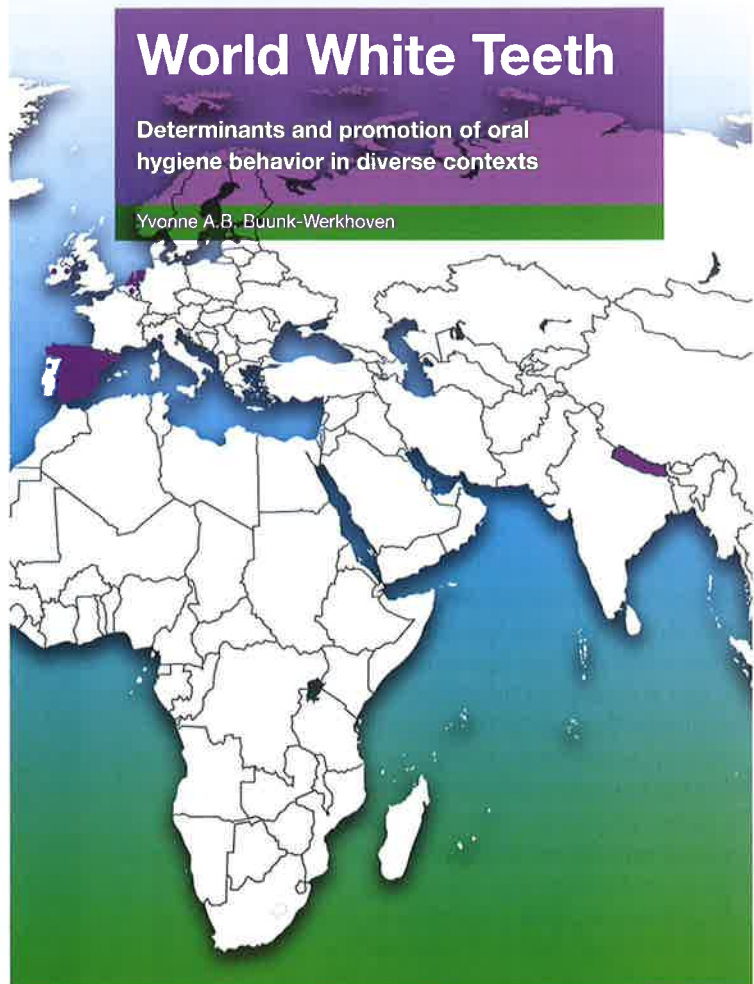 World White Teeth
Determinants and promotion of oral
hygiene behavior in diverse contexts
Yvonne A.B. Buunk-Werkhoven